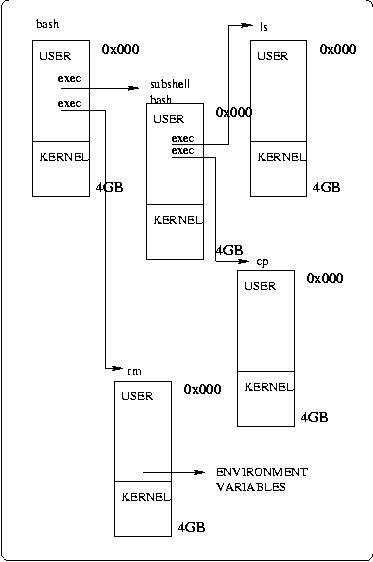 bash
USER
0x000
exec
exec
KERNEL
4GB
subshell
bash
USER
0x000
exec
exec
KERNEL
4GB
ls
USER
0x000
KERNEL
4GB
cp
USER
0x000
KERNEL
4GB
rm
USER
0x000
ENVIRONMENT
VARIABLES
KERNEL
4GB